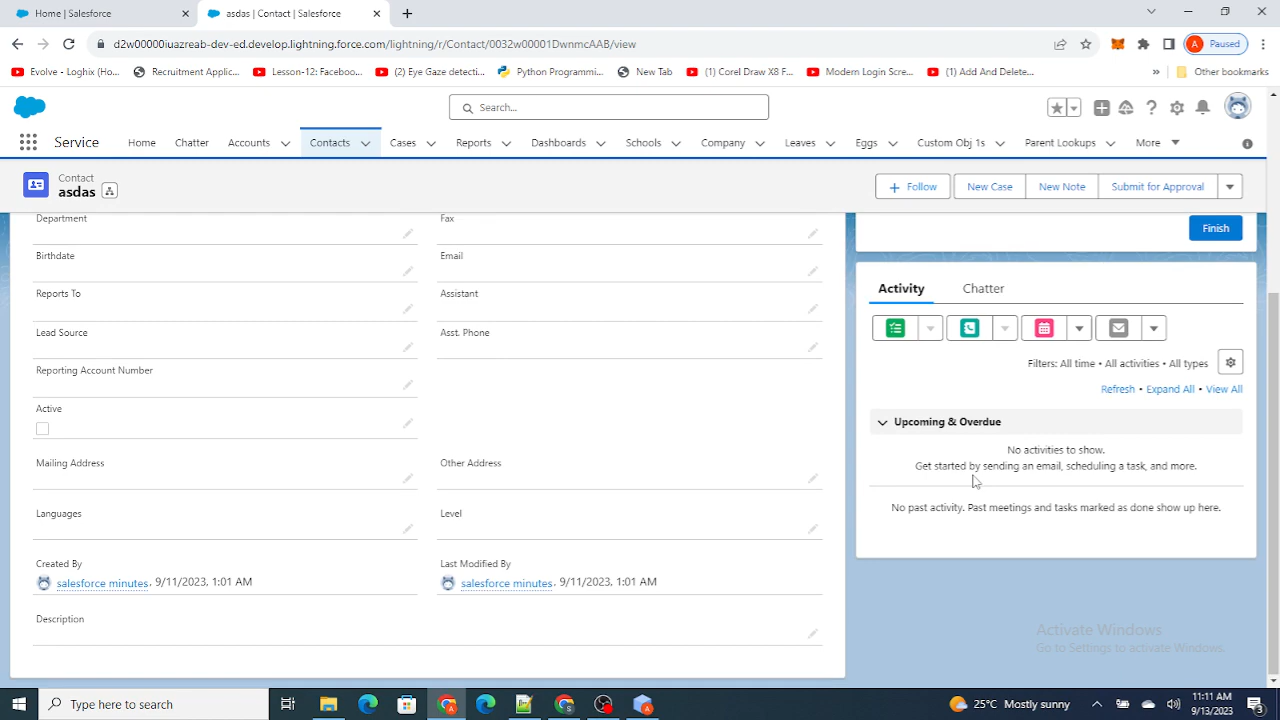 Home | Salesforce
asdas | Contact | Salesforce
d2w00000iuazreab-dev-ed.develop.lightning.force.com/lightning/r/Contact/
Paused
Evolve - Loghix (Ho...
Recruitment Applic...
Lesson-12: Faceboo...
(2) Eye Gaze detecti...
Python Programmi...
New Tab
(1) Corel Draw X8 F...
Modern Login Scre...
(1) Add And Delete...
Other bookmarks
Search...
Service
Home
Chatter
Accounts
Contacts
Cases
Reports
Dashboards
Schools
Company
Leaves
Eggs
Custom Obj 1s
Parent Lookups
More
Contact
asdas
Follow
New Case
New Note
Submit for Approval
Department
Fax
Finish
Birthdate
Email
Reports To
Assistant
Activity
Chatter
Lead Source
Asst. Phone
Filters: All time • All activities • All types
Reporting Account Number
Refresh • Expand All • View All
Active
Upcoming & Overdue
No activities to show.
Get started by sending an email, scheduling a task, and more.
Mailing Address
Other Address
No past activity. Past meetings and tasks marked as done show up here.
Languages
Level
Created By
salesforce minutes, 9/11/2023, 1:01 AM
Last Modified By
salesforce minutes, 9/11/2023, 1:01 AM
Description
Activate Windows
Go to Settings to activate Windows.
Type here to search
25°C Mostly sunny
11:11 AM
9/13/2023